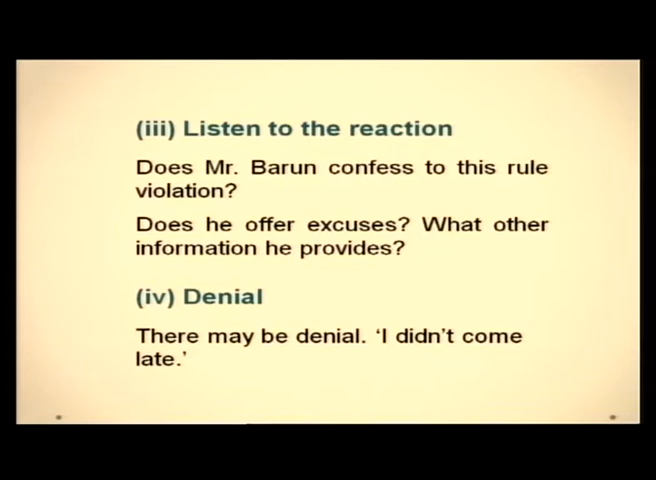 (iii) Listen to the reaction
Does Mr. Barun confess to this rule
violation?
Does he offer excuses? What other
information he provides?
(iv) Denial
There may be denial. ‘I didn’t come
late.’